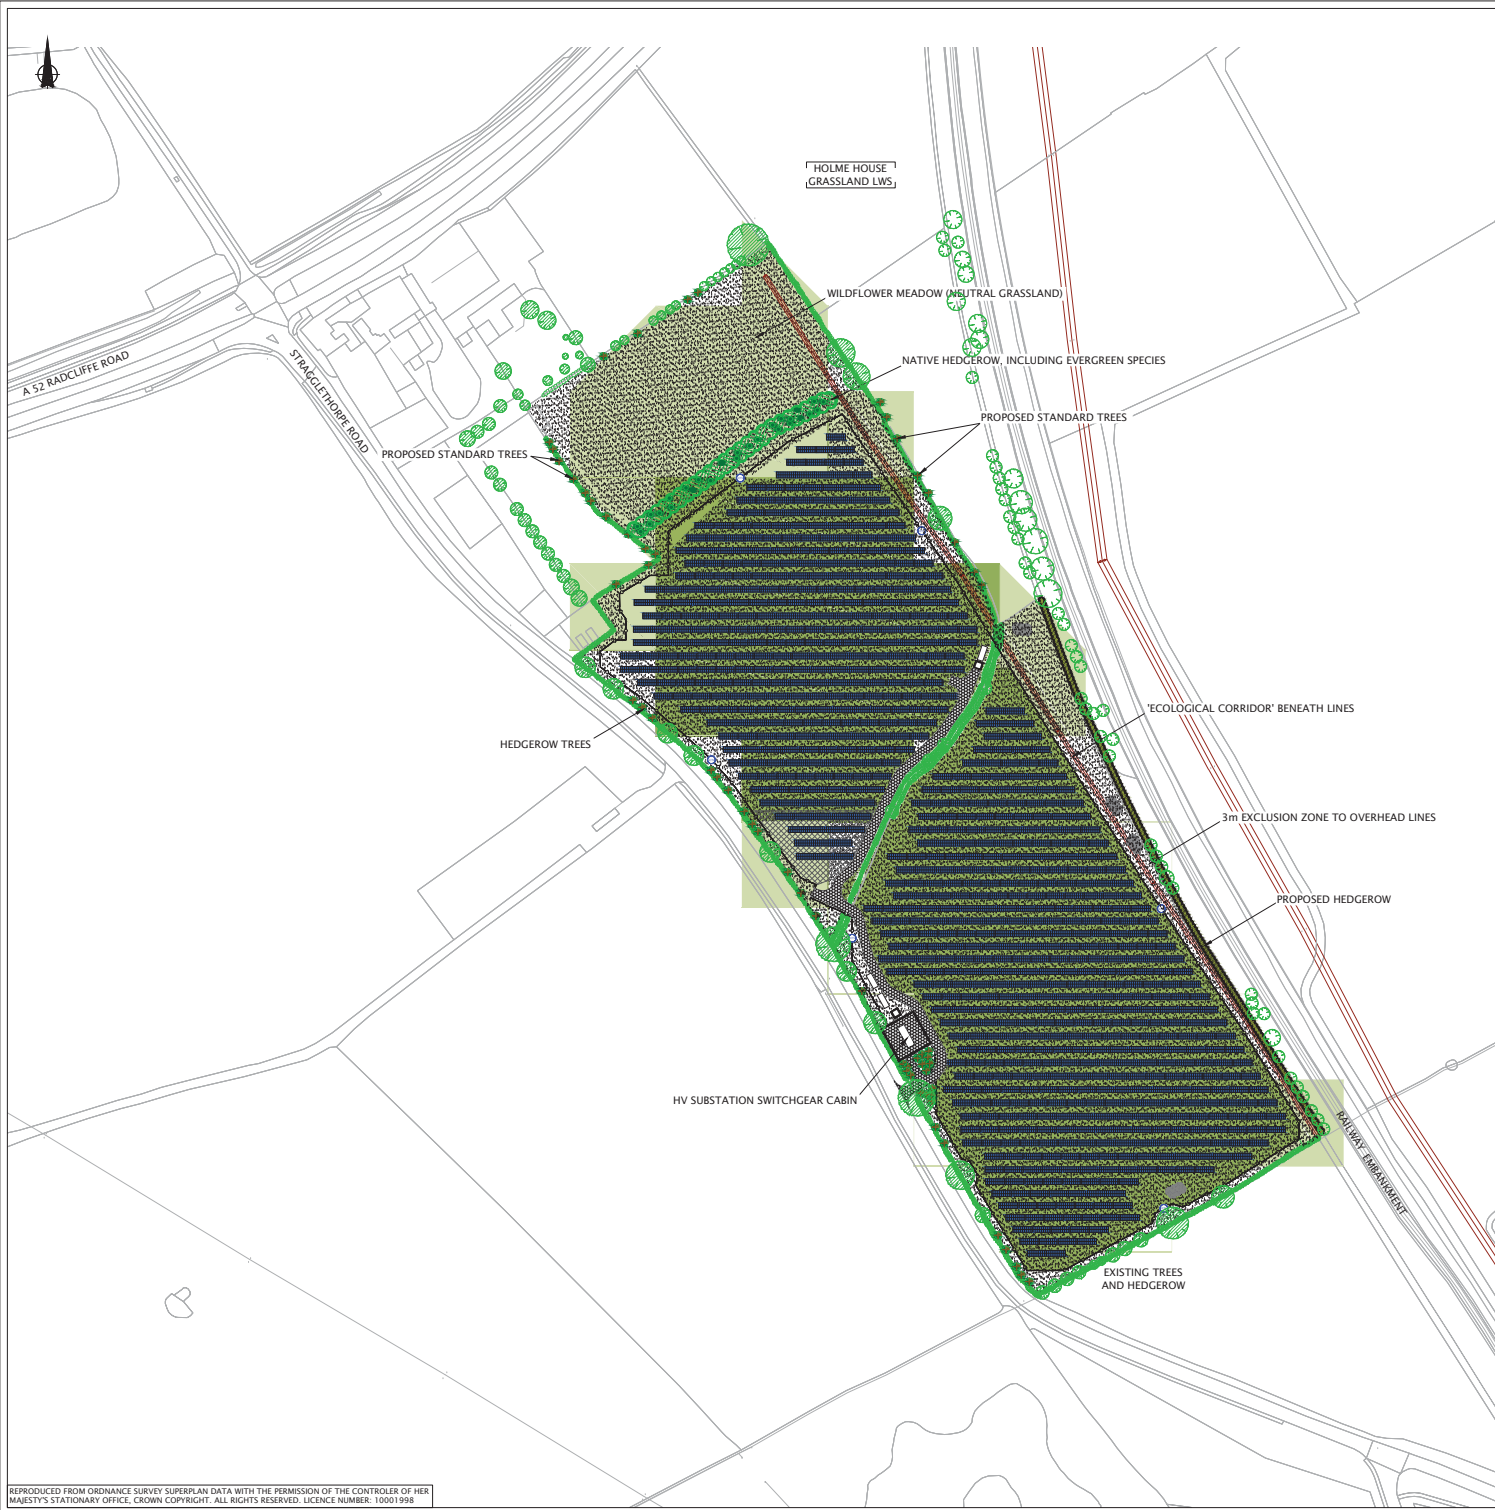 HOLME HOUSE
GRASSLAND LWS
WILDFLOWER MEADOW (NEUTRAL GRASSLAND)
A 52 RADCLIFFE ROAD
STRAGGLETHORPE ROAD
NATIVE HEDGEROW, INCLUDING EVERGREEN SPECIES
PROPOSED STANDARD TREES
PROPOSED STANDARD TREES
'ECOLOGICAL CORRIDOR' BENEATH LINES
HEDGEROW TREES
3m EXCLUSION ZONE TO OVERHEAD LINES
PROPOSED HEDGEROW
HV SUBSTATION SWITCHGEAR CABIN
RAILWAY EMBANKMENT
EXISTING TREES
AND HEDGEROW
REPRODUCED FROM ORDNANCE SURVEY SUPERPLAN DATA WITH THE PERMISSION OF THE CONTROLER OF HER
MAJESTY'S STATIONARY OFFICE, CROWN COPYRIGHT. ALL RIGHTS RESERVED. LICENCE NUMBER: 10001998